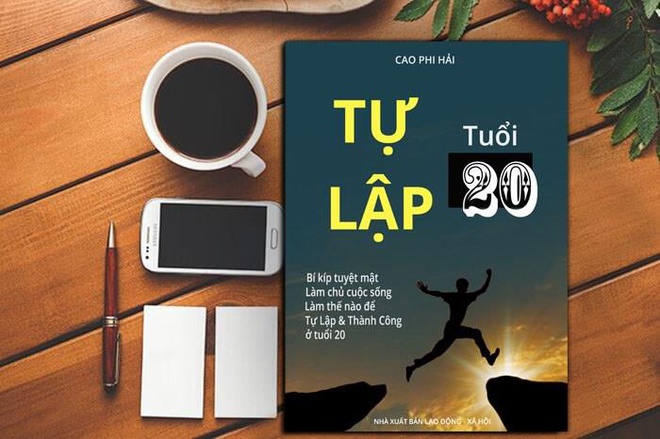 CAO PHI HẢI
TỰ
LẬP
Tuổi
20
Bí kíp tuyệt mật
Làm chủ cuộc sống
Làm thế nào để
Tự Lập & Thành Công
ở tuổi 20
NHÀ XUẤT BẢN LAO ĐỘNG - XÃ HỘI